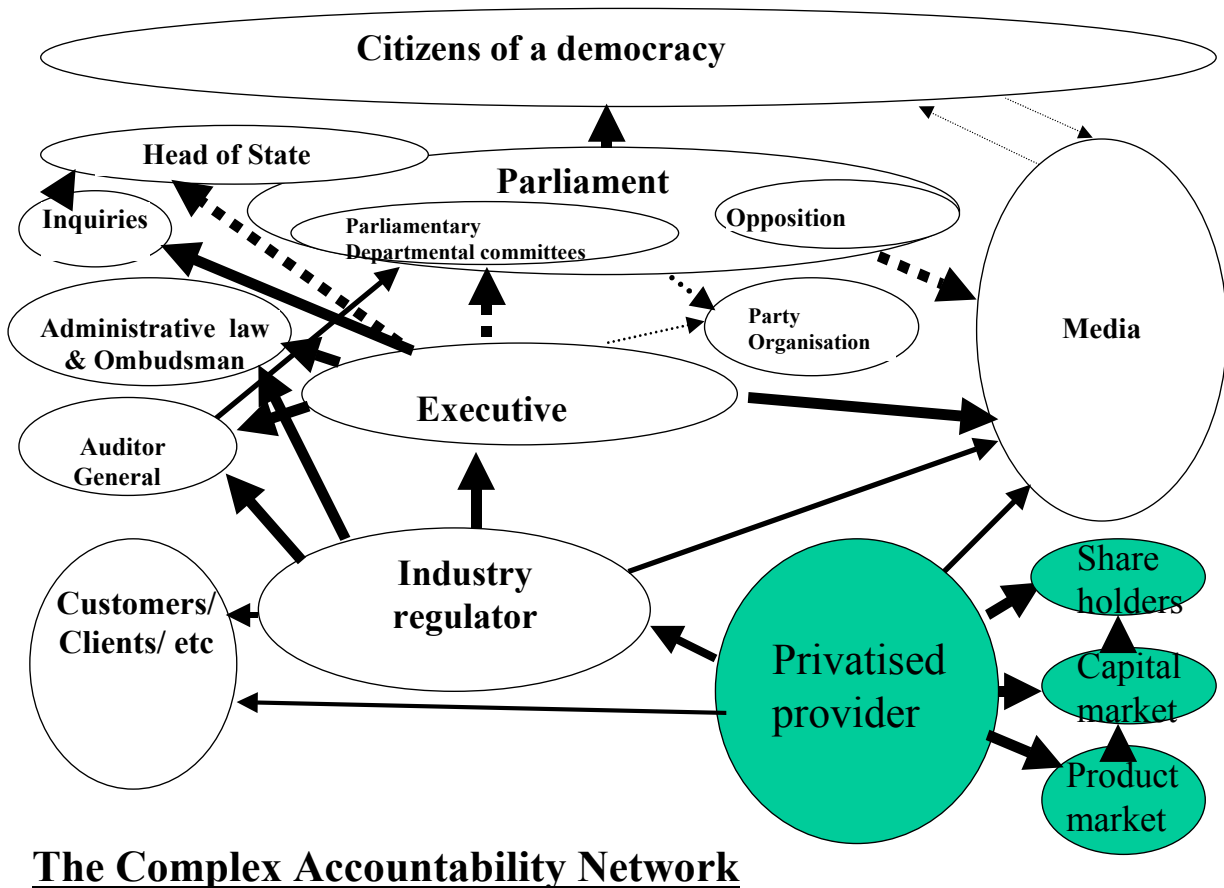 Citizens of a democracy
Head of State
Parliament
Inquiries
Opposition
Parliamentary
Departmental committees
Administrative law
& Ombudsman
Party
Organisation
Media
Executive
Auditor
General
Industry
regulator
Customers/
Clients/ etc
Privatised
provider
Share
holders
Capital
market
Product
market
The Complex Accountability Network